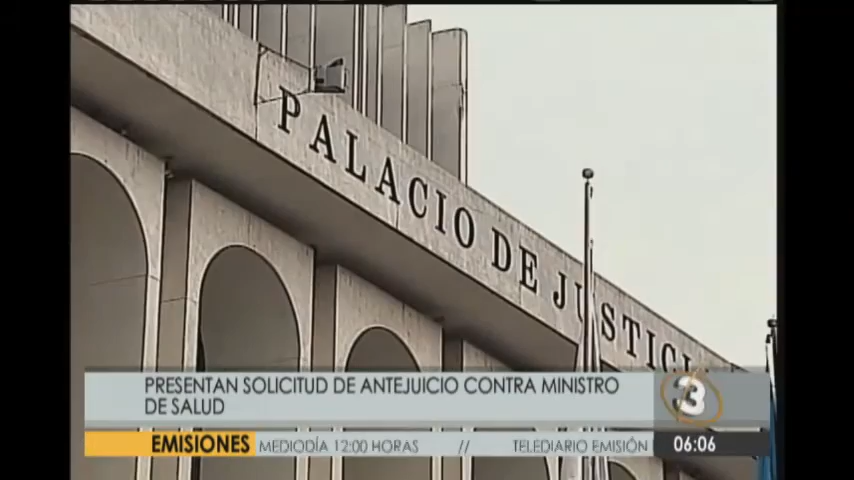 PALACIO DE JUSTICI
PRESENTAN SOLICITUD DE ANTEJUICIO CONTRA MINISTRO
DE SALUD
3
EMISIONES MEDIODÍA 12:00 HORAS // TELEDIARIO EMISIÓN
06:06